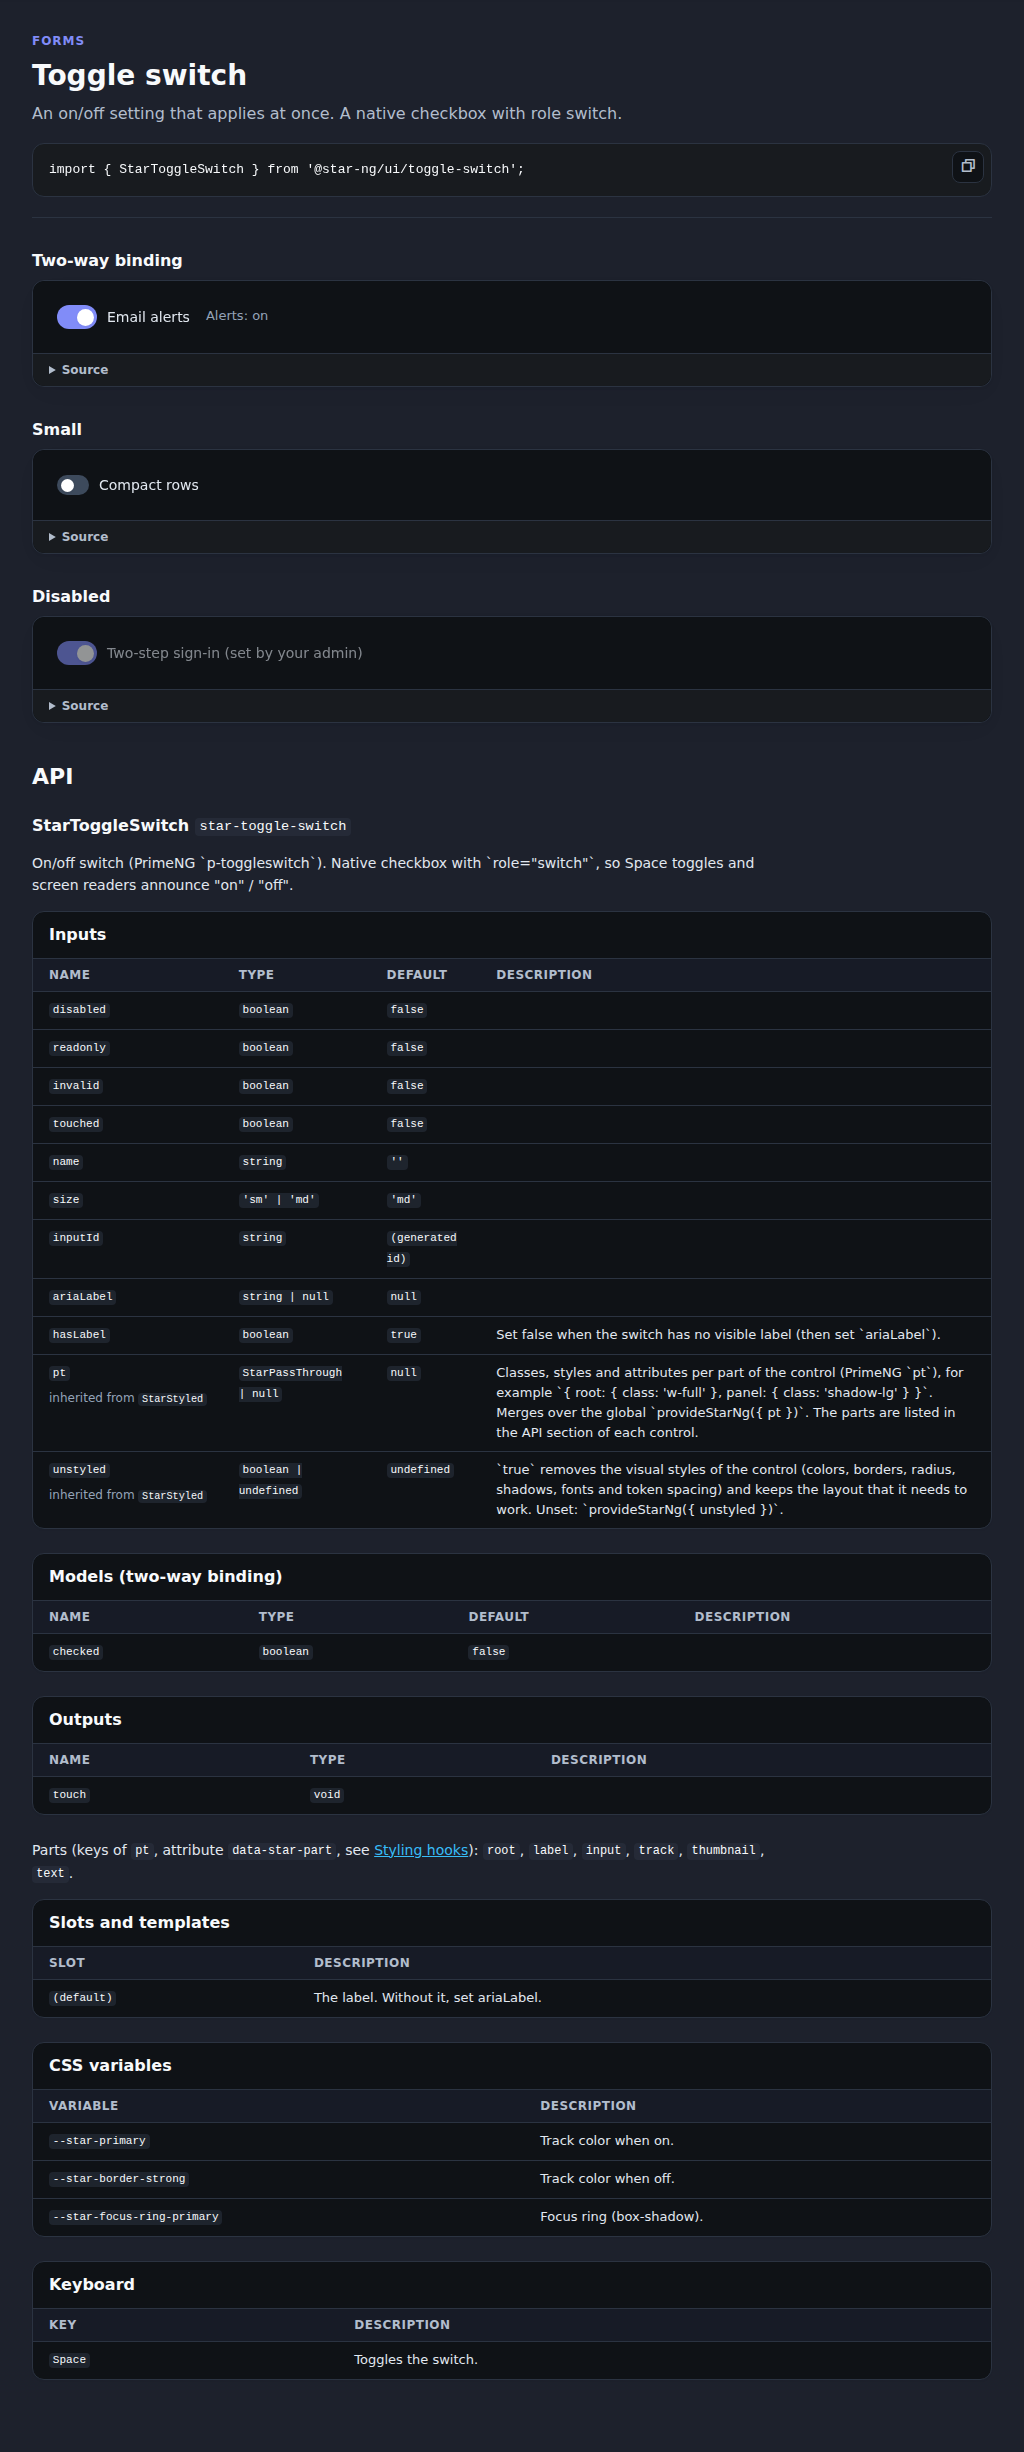 FORMS
Toggle switch
An on/off setting that applies at once. A native checkbox with role switch.
import { StarToggleSwitch } from '@star-ng/ui/toggle-switch';
Two-way binding
Email alerts Alerts: on
Source
Small
Compact rows
Source
Disabled
Two-step sign-in (set by your admin)
Source
API
StarToggleSwitch star-toggle-switch
On/off switch (PrimeNG `p-toggleswitch`). Native checkbox with `role="switch"`, so Space toggles and
screen readers announce "on" / "off".
Inputs
NAME TYPE DEFAULT DESCRIPTION
disabled boolean false
readonly boolean false
invalid boolean false
touched boolean false
name string ''
size 'sm' | 'md' 'md'
inputId string (generated
id)
ariaLabel string | null null
hasLabel boolean true Set false when the switch has no visible label (then set `ariaLabel`).
pt StarPassThrough null Classes, styles and attributes per part of the control (PrimeNG `pt`), for
inherited from StarStyled | null example `{ root: { class: 'w-full' }, panel: { class: 'shadow-lg' } }`.
Merges over the global `provideStarNg({ pt })`. The parts are listed in
the API section of each control.
unstyled boolean | undefined `true` removes the visual styles of the control (colors, borders, radius,
inherited from StarStyled undefined shadows, fonts and token spacing) and keeps the layout that it needs to
work. Unset: `provideStarNg({ unstyled })`.
Models (two-way binding)
NAME TYPE DEFAULT DESCRIPTION
checked boolean false
Outputs
NAME TYPE DESCRIPTION
touch void
Parts (keys of pt, attribute data-star-part, see Styling hooks): root, label, input, track, thumbnail,
text.
Slots and templates
SLOT DESCRIPTION
(default) The label. Without it, set ariaLabel.
CSS variables
VARIABLE DESCRIPTION
--star-primary Track color when on.
--star-border-strong Track color when off.
--star-focus-ring-primary Focus ring (box-shadow).
Keyboard
KEY DESCRIPTION
Space Toggles the switch.